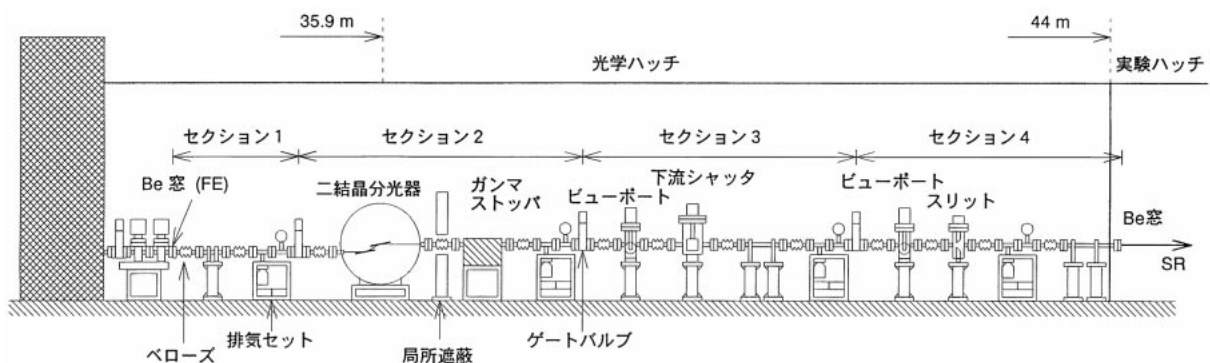 35.9 m
44 m
光学ハッチ
実験ハッチ
セクション1
セクション2
セクション3
セクション4
Be窓 (FE)
二結晶分光器
ガンマ
ストッパ
ビューポート
下流シャッタ
ビューポート
スリット
Be窓
SR
ベローズ
排気セット
局所遮蔽
ゲートバルブ